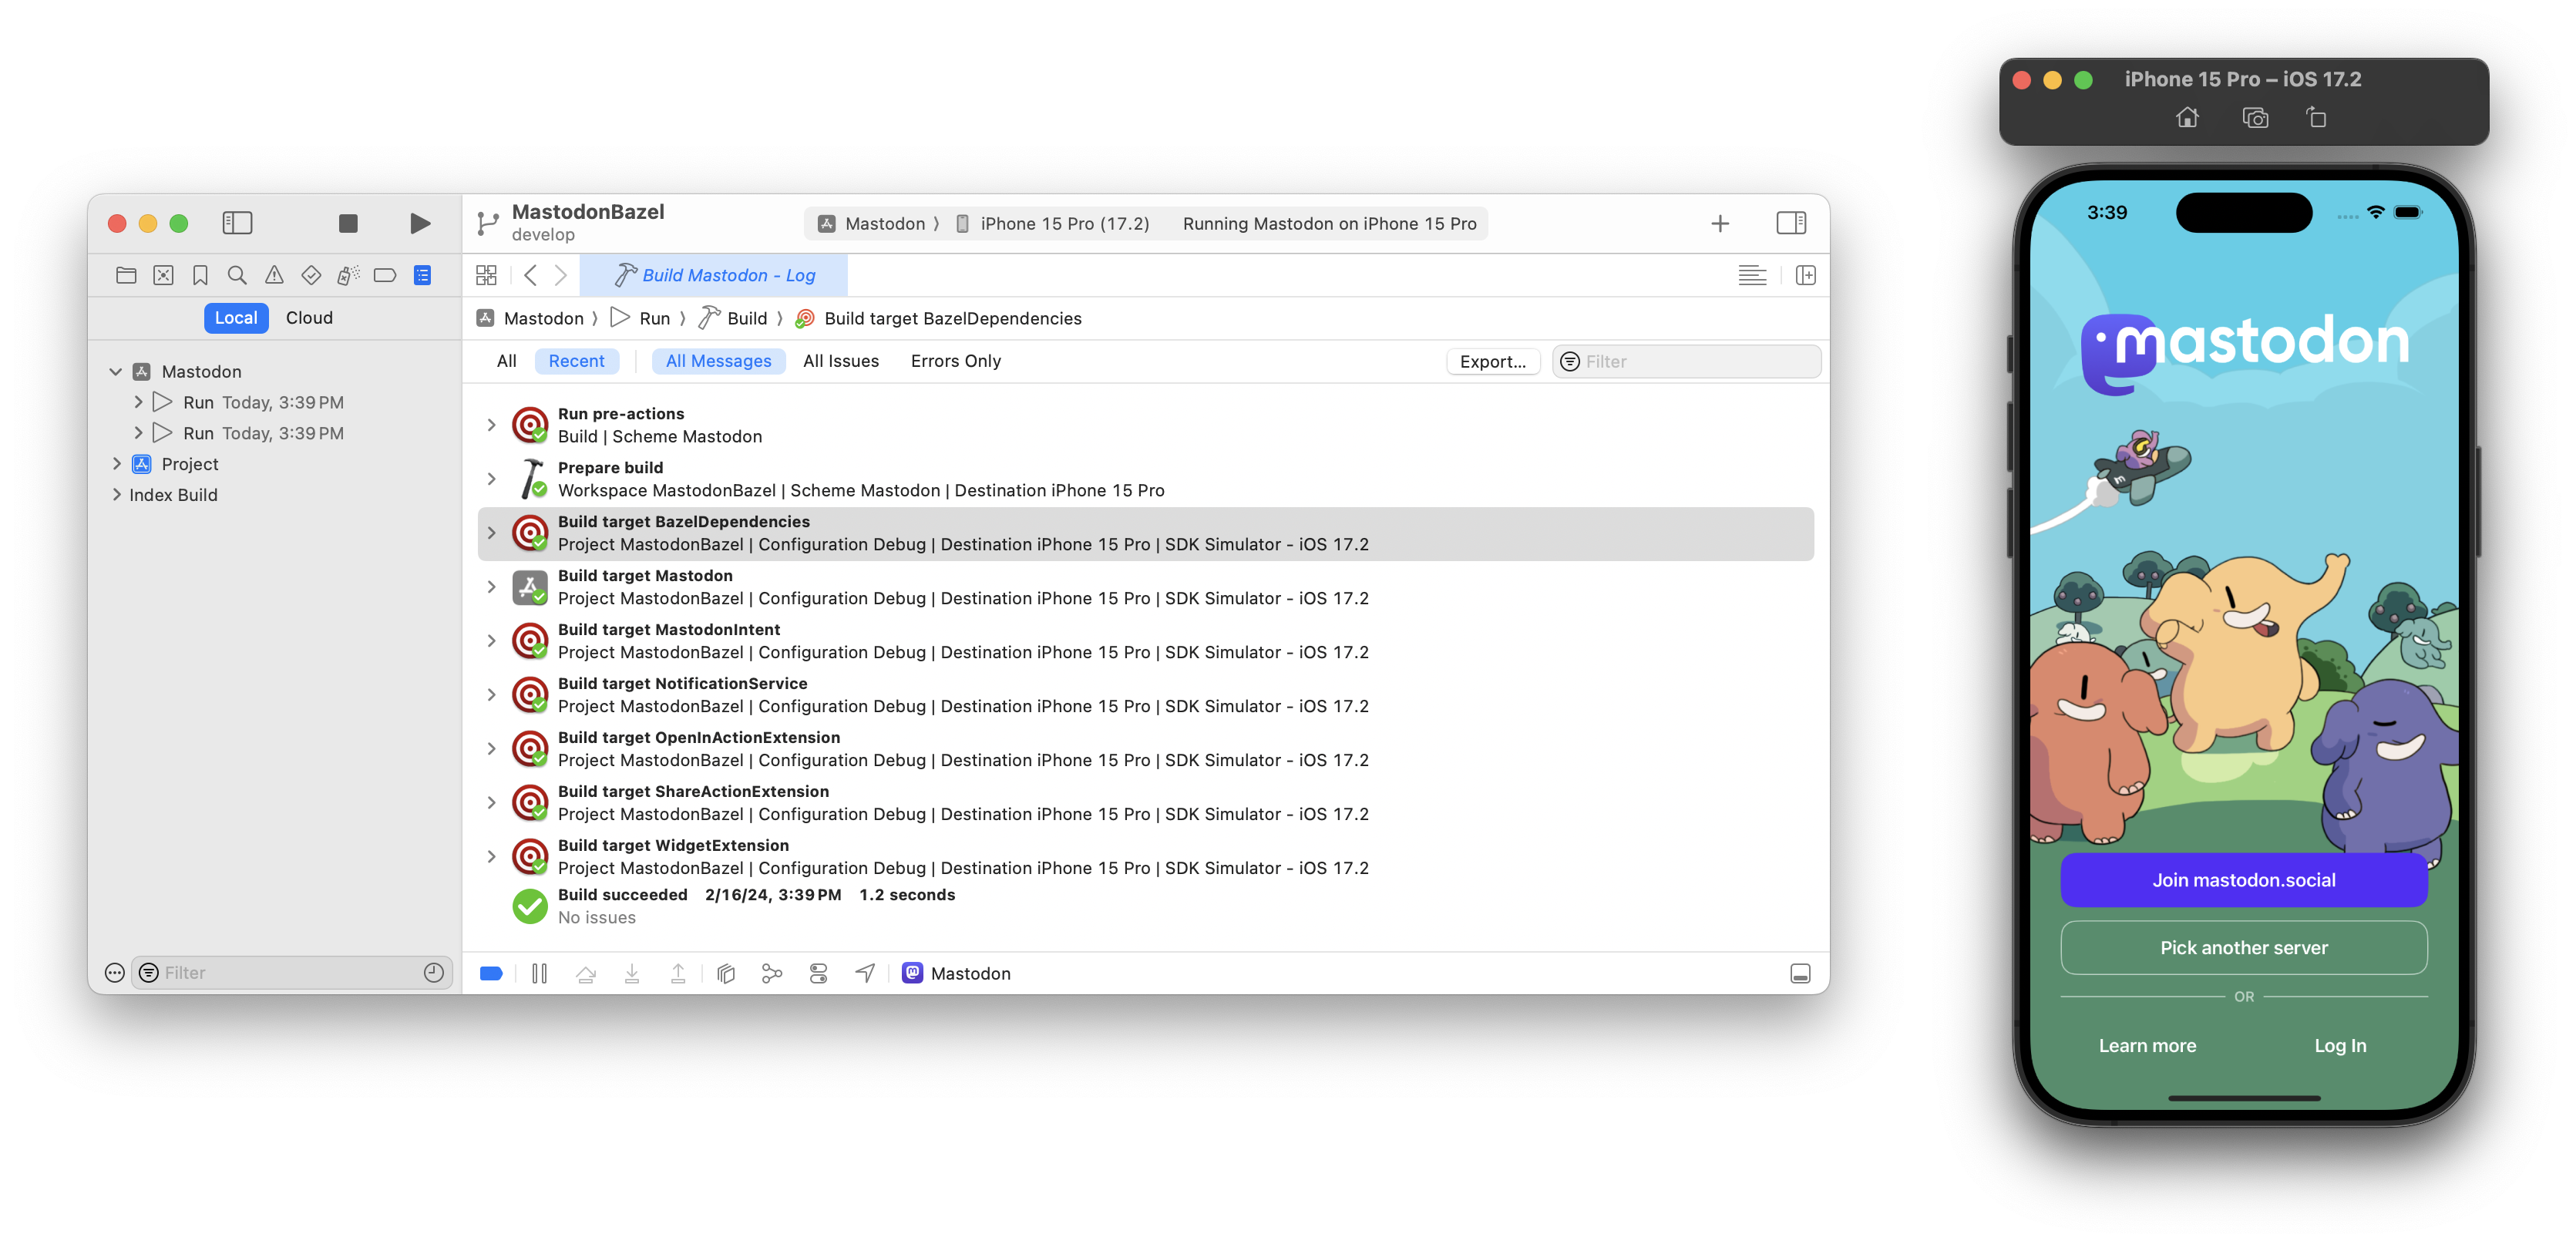 MastodonBazel
develop
Mastodon
iPhone 15 Pro (17.2)
Running Mastodon on iPhone 15 Pro
Build Mastodon - Log
Local
Cloud
Mastodon
Run
Build
Build target BazelDependencies
All
Recent
All Messages
All Issues
Errors Only
Export...
Filter
Mastodon
Run Today, 3:39 PM
Run Today, 3:39 PM
Project
Index Build
Filter
Run pre-actions
Build | Scheme Mastodon
Prepare build
Workspace MastodonBazel | Scheme Mastodon | Destination iPhone 15 Pro
Build target BazelDependencies
Project MastodonBazel | Configuration Debug | Destination iPhone 15 Pro | SDK Simulator - iOS 17.2
Build target Mastodon
Project MastodonBazel | Configuration Debug | Destination iPhone 15 Pro | SDK Simulator - iOS 17.2
Build target MastodonIntent
Project MastodonBazel | Configuration Debug | Destination iPhone 15 Pro | SDK Simulator - iOS 17.2
Build target NotificationService
Project MastodonBazel | Configuration Debug | Destination iPhone 15 Pro | SDK Simulator - iOS 17.2
Build target OpenInActionExtension
Project MastodonBazel | Configuration Debug | Destination iPhone 15 Pro | SDK Simulator - iOS 17.2
Build target ShareActionExtension
Project MastodonBazel | Configuration Debug | Destination iPhone 15 Pro | SDK Simulator - iOS 17.2
Build target WidgetExtension
Project MastodonBazel | Configuration Debug | Destination iPhone 15 Pro | SDK Simulator - iOS 17.2
Build succeeded 2/16/24, 3:39 PM 1.2 seconds
No issues
Mastodon
iPhone 15 Pro – iOS 17.2
3:39
mastodon
Join mastodon.social
Pick another server
OR
Learn more
Log In